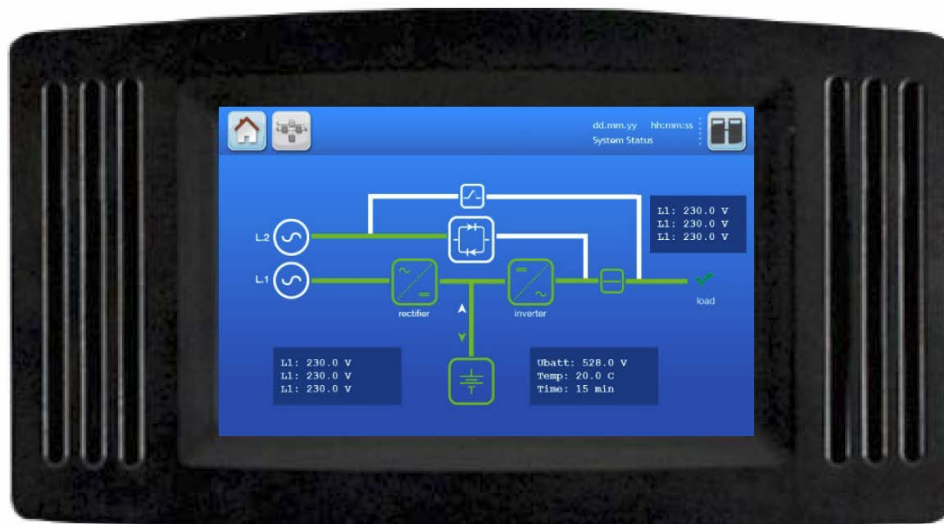 dd.mm.yy hh:mm:ss
System Status
L1: 230.0 V
L1: 230.0 V
L1: 230.0 V
L.2
L.1
rectifier
inverter
load
L1: 230.0 V
L1: 230.0 V
L1: 230.0 V
Ubatt: 528.0 V
Temp: 20.0 C
Time: 15 min